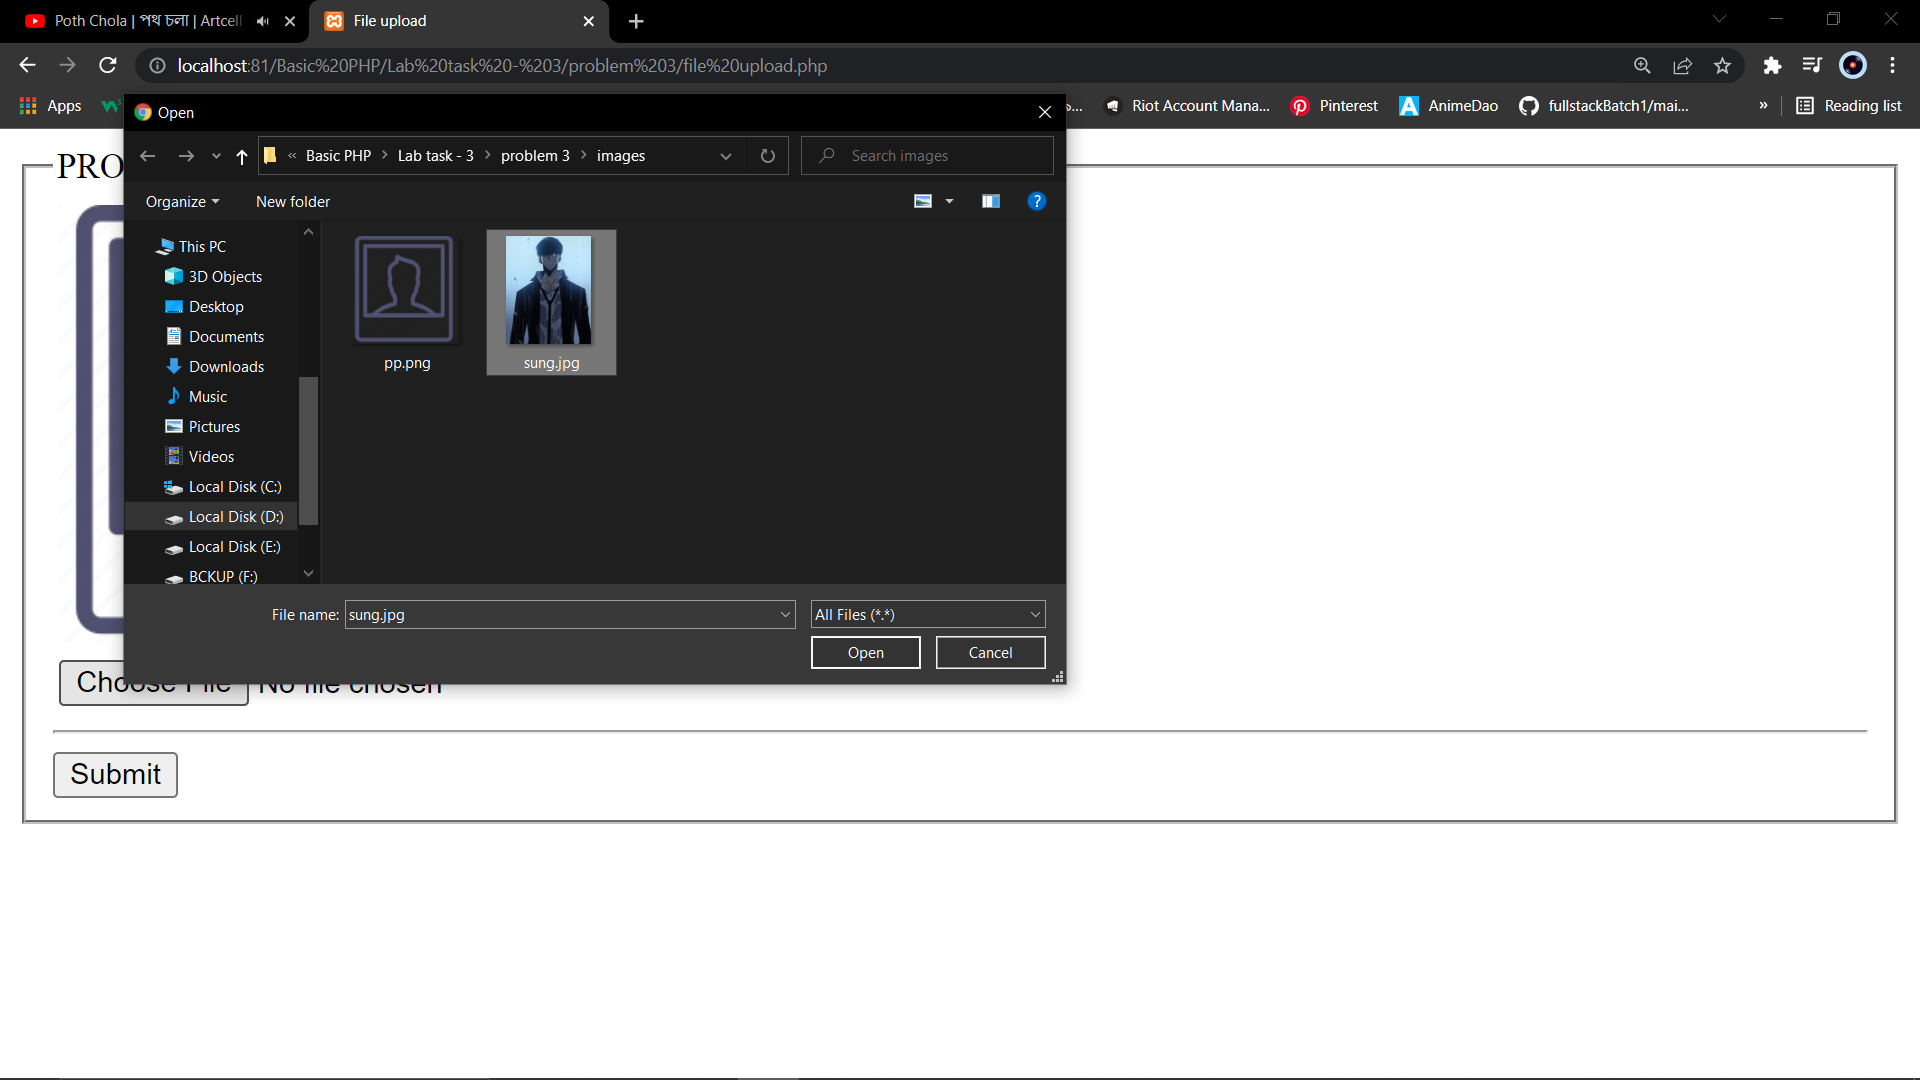 Poth Chola | পথ চলা | Artcell
File upload
localhost:81/Basic%20PHP/Lab%20task%20-%203/problem%203/file%20upload.php
Apps
Riot Account Mana...
Pinterest
AnimeDao
fullstackBatch1/mai...
»
Reading list
Open
PRO
« Basic PHP > Lab task - 3 > problem 3 > images
Search images
Organize
New folder
?
This PC
3D Objects
Desktop
Documents
Downloads
Music
Pictures
Videos
Local Disk (C:)
Local Disk (D:)
Local Disk (E:)
BCKUP (F:)
pp.png
sung.jpg
File name: sung.jpg
All Files (*.*)
Open
Cancel
Choose File No file chosen
Submit